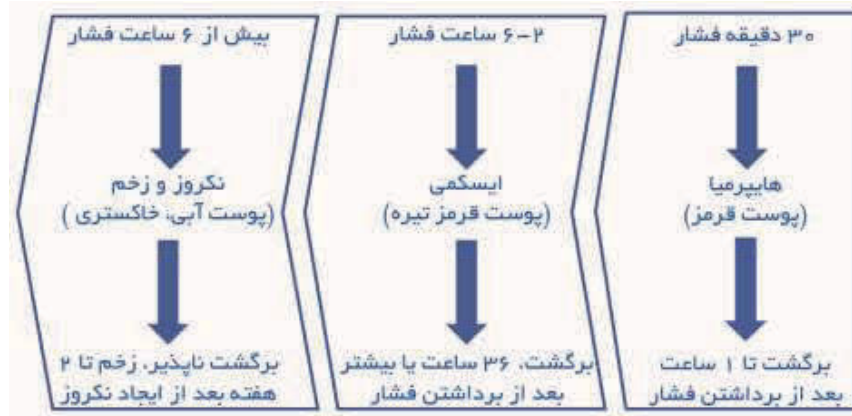 ۳۰ دقیقه فشار
هایپرمیا
(پوست قرمز)
برگشت تا ۱ ساعت
بعد از برداشتن فشار
۲-۶ ساعت فشار
ایسکمی
(پوست قرمز تیره)
برگشت، ۳۶ ساعت یا بیشتر
بعد از برداشتن فشار
بیش از ۶ ساعت فشار
نکروز و زخم
(پوست آبی، خاکستری)
برگشت ناپذیر، زخم تا ۲
هفته بعد از ایجاد نکروز